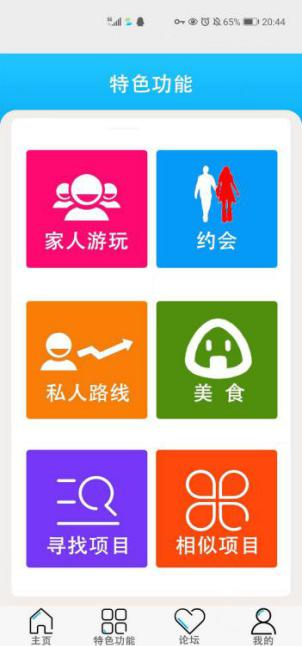 5G 65% 20:44
特色功能
家人游玩 约会
私人路线 美 食
寻找项目 相似项目
主页 特色功能 论坛 我的